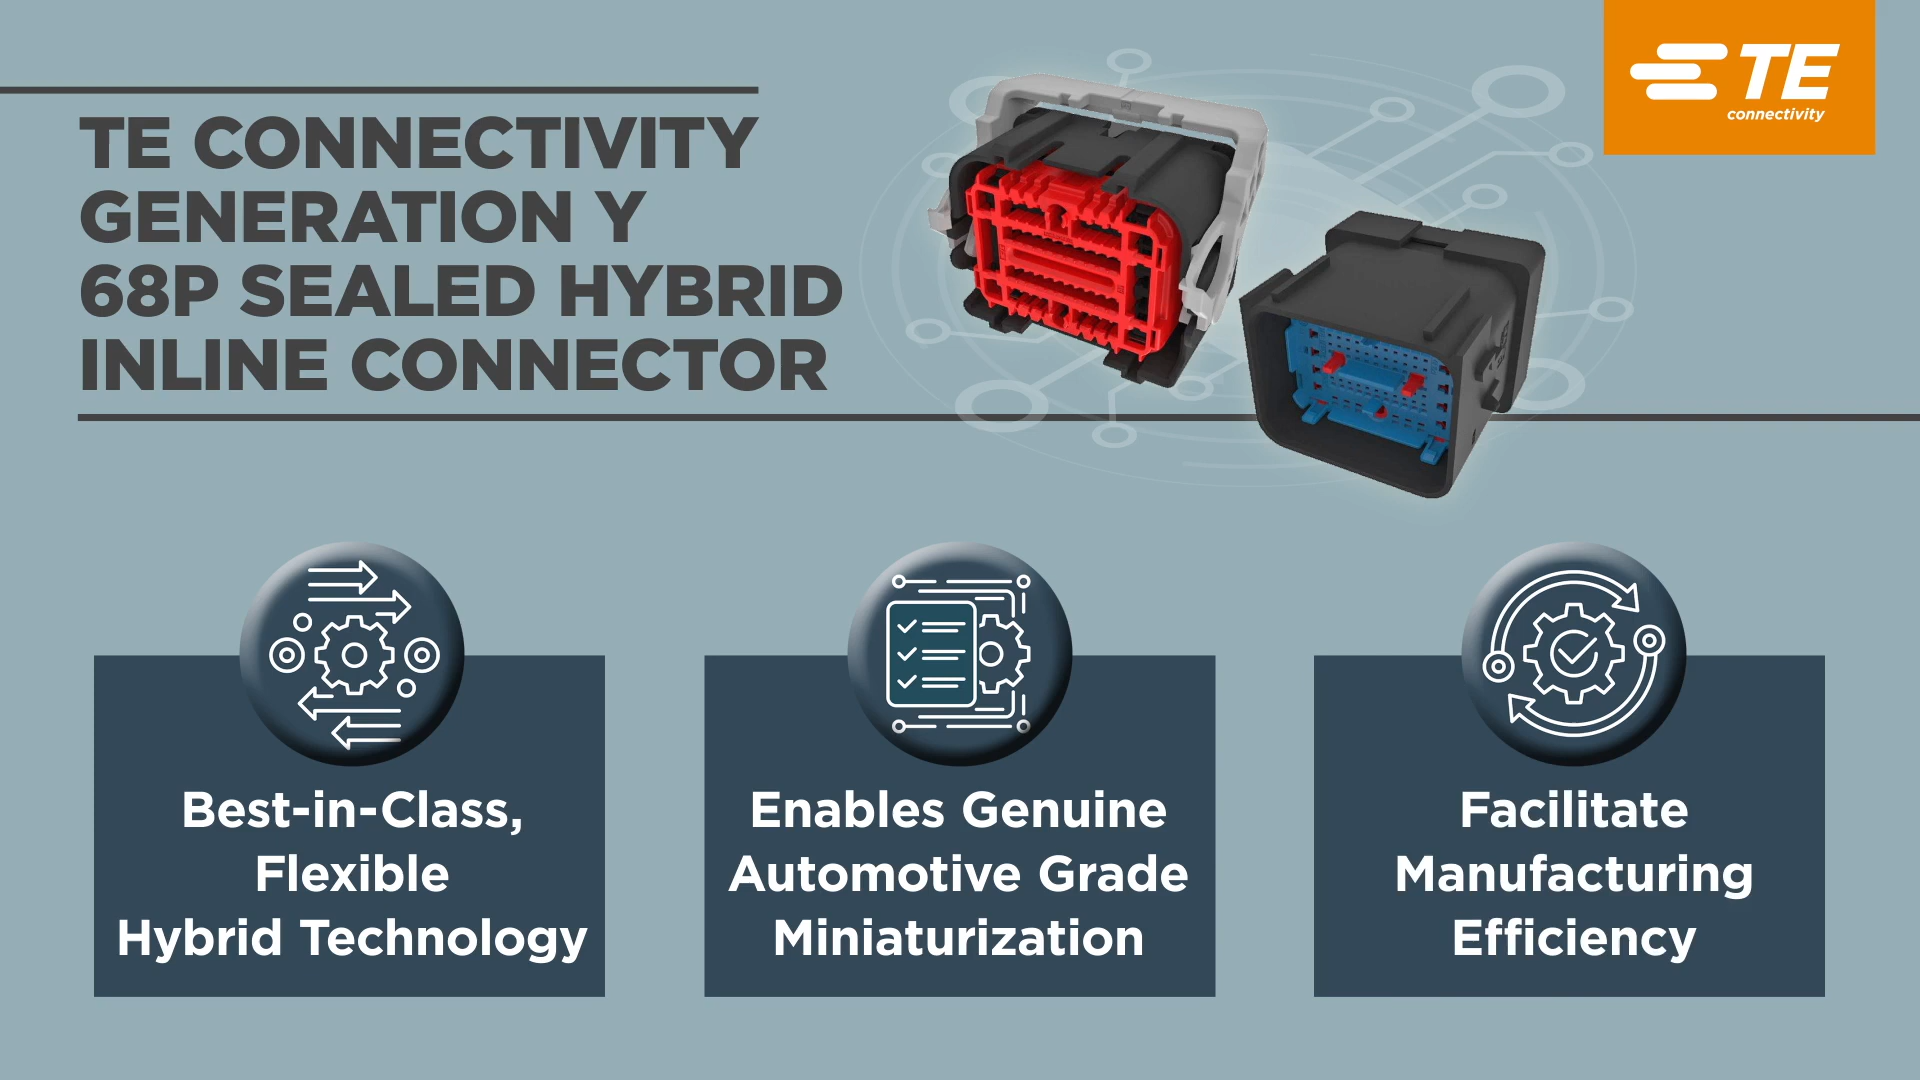 TE CONNECTIVITY
GENERATION Y
68P SEALED HYBRID
INLINE CONNECTOR
TE
connectivity
Best-in-Class,
Flexible
Hybrid Technology
Enables Genuine
Automotive Grade
Miniaturization
Facilitate
Manufacturing
Efficiency